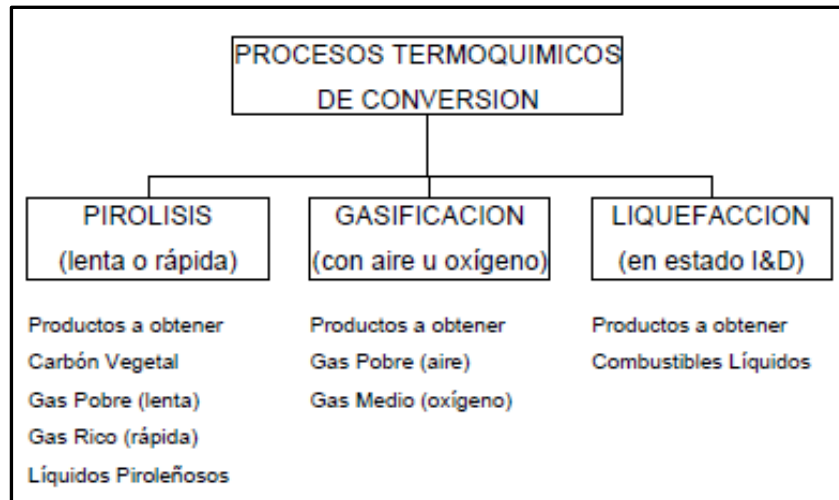 PROCESOS TERMOQUIMICOS
DE CONVERSION
PIROLISIS
(lenta o rápida)
GASIFICACION
(con aire u oxígeno)
LIQUEFACCION
(en estado I&D)
Productos a obtener
Carbón Vegetal
Gas Pobre (lenta)
Gas Rico (rápida)
Líquidos Piroleñosos
Productos a obtener
Gas Pobre (aire)
Gas Medio (oxígeno)
Productos a obtener
Combustibles Líquidos